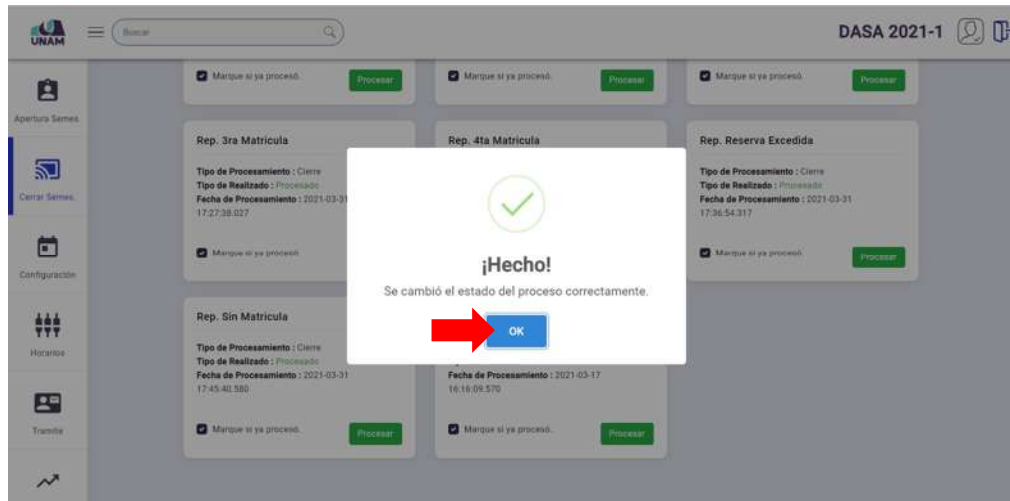 UNAM
Buscar
DASA 2021-1
Apertura Semes.
Cerrar Semes.
Configuración
Horarios
Tramite
Marque si ya procesó.
Procesar
Marque si ya procesó.
Procesar
Marque si ya procesó.
Procesar
Rep. 3ra Matricula
Tipo de Procesamiento : Cierre
Tipo de Realizado : Procesado
Fecha de Procesamiento : 2021-03-31
17:27:38.027
Marque si ya procesó.
Rep. 4ta Matricula
Rep. Reserva Excedida
Tipo de Procesamiento : Cierre
Tipo de Realizado : Procesado
Fecha de Procesamiento : 2021-03-31
17:36:54.317
Marque si ya procesó.
Procesar
¡Hecho!
Se cambió el estado del proceso correctamente.
OK
Rep. Sin Matricula
Tipo de Procesamiento : Cierre
Tipo de Realizado : Procesado
Fecha de Procesamiento : 2021-03-31
17:45:40.580
Marque si ya procesó.
Procesar
Fecha de Procesamiento : 2021-03-17
16:16:09.570
Marque si ya procesó.
Procesar